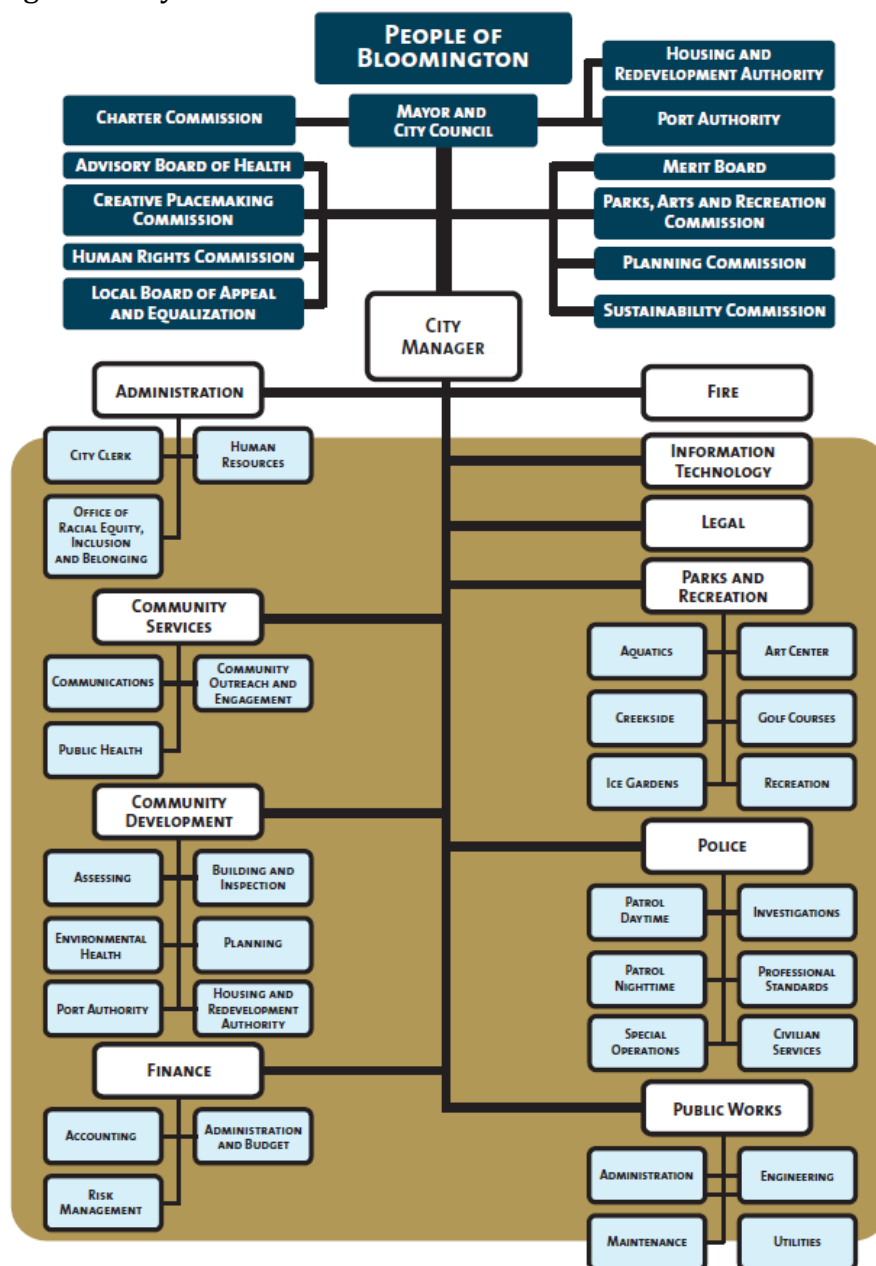 PEOPLE OF
BLOOMINGTON
HOUSING AND
REDEVELOPMENT AUTHORITY
CHARTER COMMISSION
MAYOR AND
CITY COUNCIL
PORT AUTHORITY
ADVISORY BOARD OF HEALTH
MERIT BOARD
CREATIVE PLACEMAKING
COMMISSION
PARKS, ARTS AND RECREATION
COMMISSION
HUMAN RIGHTS COMMISSION
PLANNING COMMISSION
LOCAL BOARD OF APPEAL
AND EQUALIZATION
SUSTAINABILITY COMMISSION
CITY
MANAGER
ADMINISTRATION
CITY CLERK
HUMAN
RESOURCES
OFFICE OF
RACIAL EQUITY,
INCLUSION
AND BELONGING
COMMUNITY
SERVICES
COMMUNICATIONS
COMMUNITY
OUTREACH AND
ENGAGEMENT
PUBLIC HEALTH
COMMUNITY
DEVELOPMENT
ASSESSING
BUILDING AND
INSPECTION
ENVIRONMENTAL
HEALTH
PLANNING
PORT AUTHORITY
HOUSING AND
REDEVELOPMENT
AUTHORITY
FINANCE
ACCOUNTING
ADMINISTRATION
AND BUDGET
RISK
MANAGEMENT
FIRE
INFORMATION
TECHNOLOGY
LEGAL
PARKS AND
RECREATION
AQUATICS
ART CENTER
CREEKSIDE
GOLF COURSES
ICE GARDENS
RECREATION
POLICE
PATROL
DAYTIME
INVESTIGATIONS
PATROL
NIGHTTIME
PROFESSIONAL
STANDARDS
SPECIAL
OPERATIONS
CIVILIAN
SERVICES
PUBLIC WORKS
ADMINISTRATION
ENGINEERING
MAINTENANCE
UTILITIES